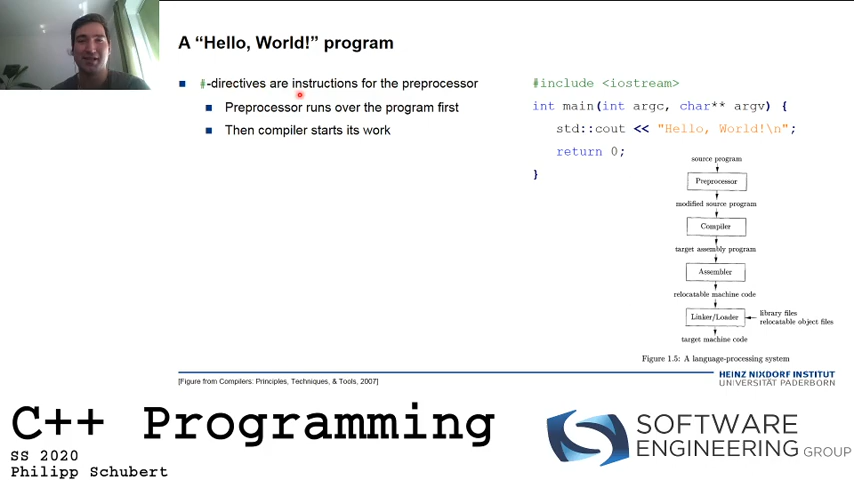 A “Hello, World!” program
#-directives are instructions for the preprocessor
Preprocessor runs over the program first
Then compiler starts its work
#include <iostream>
int main(int argc, char** argv) {
std::cout << "Hello, World!\n";
return 0;
}
source program
Preprocessor
modified source program
Compiler
target assembly program
Assembler
relocatable machine code
Linker/Loader
library files
relocatable object files
target machine code
Figure 1.5: A language-processing system
[Figure from Compilers: Principles, Techniques, & Tools, 2007]
HEINZ NIXDORF INSTITUT
UNIVERSITÄT PADERBORN
C++ Programming
SS 2020
Philipp Schubert
SOFTWARE
ENGINEERING GROUP